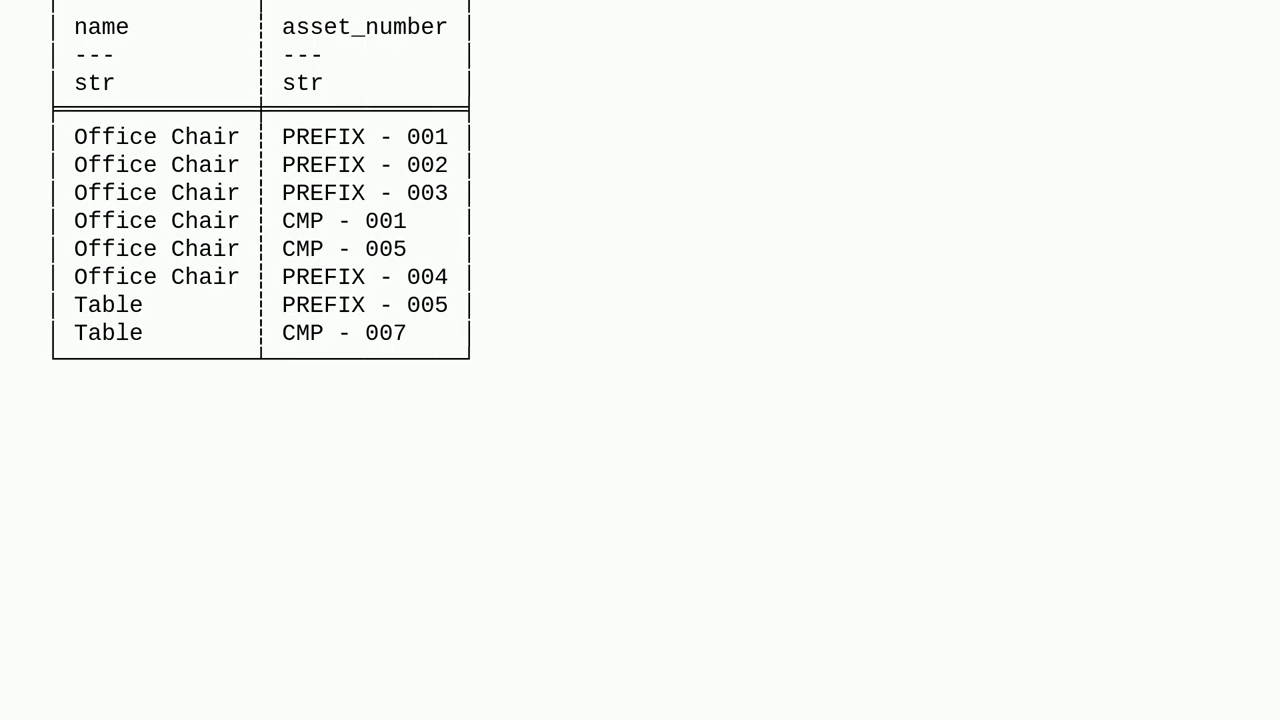 name asset_number
--- ---
str str
Office Chair PREFIX - 001
Office Chair PREFIX - 002
Office Chair PREFIX - 003
Office Chair CMP - 001
Office Chair CMP - 005
Office Chair PREFIX - 004
Table PREFIX - 005
Table CMP - 007